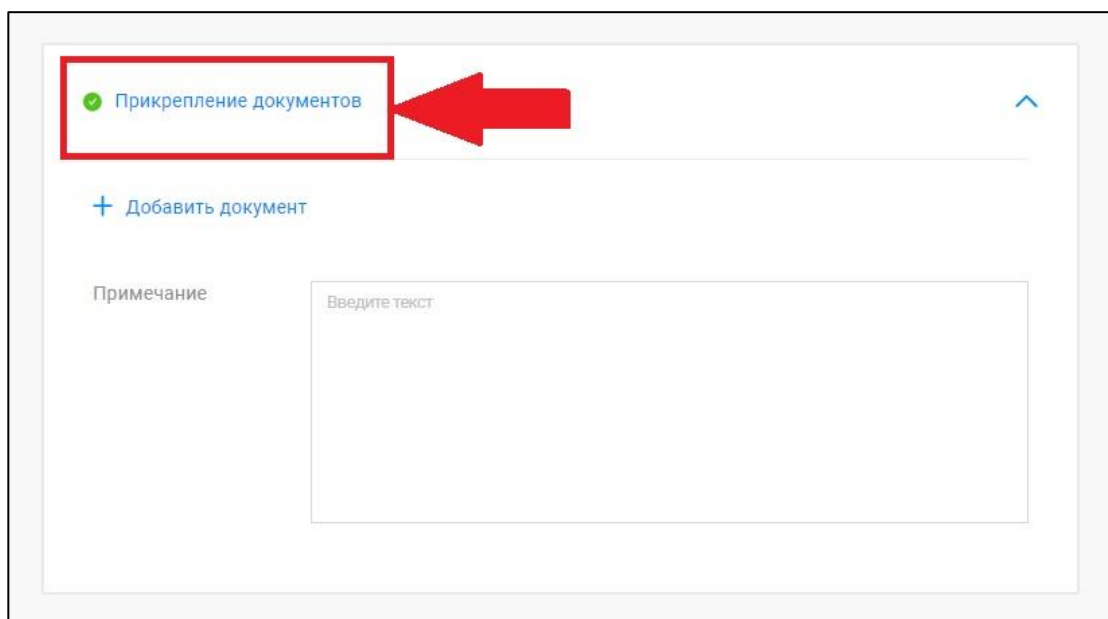 Прикрепление документов
Добавить документ
Примечание
Введите текст